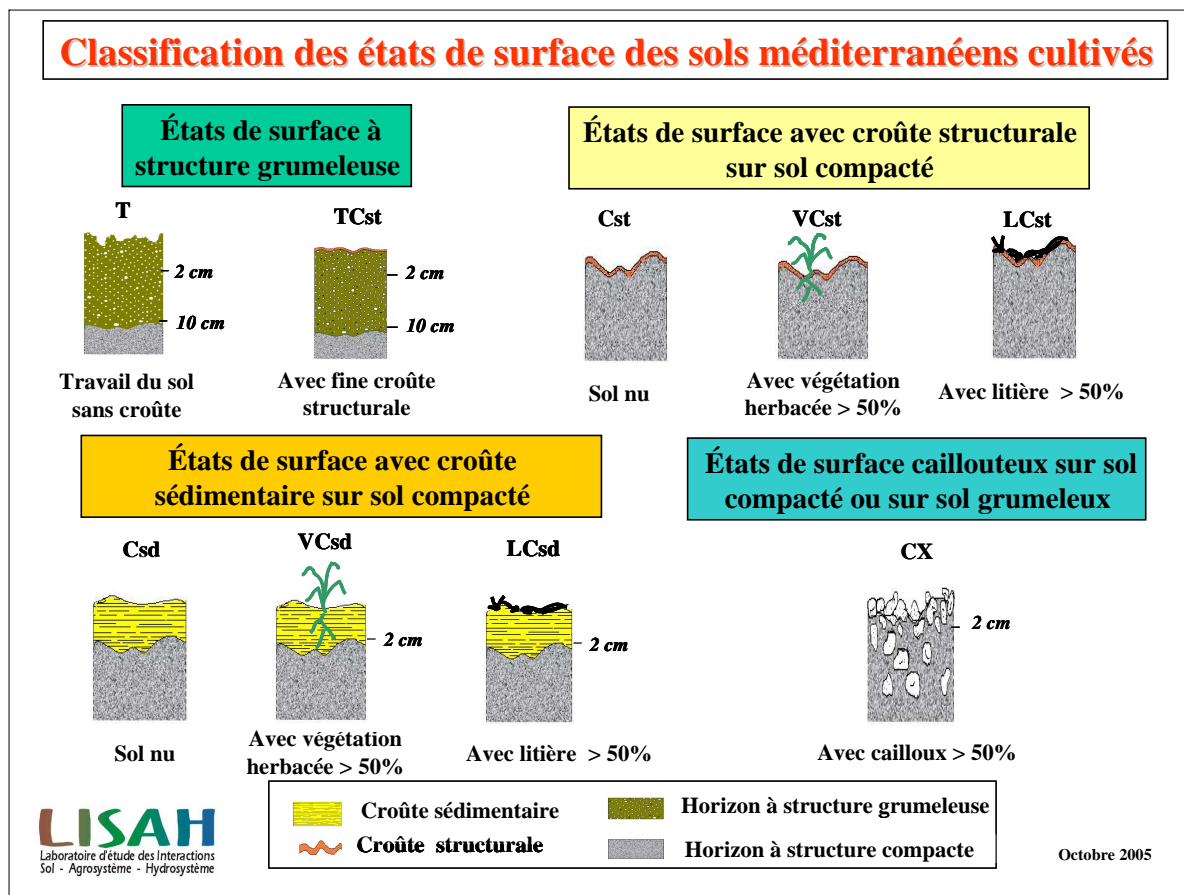 Classification des états de surface des sols méditerranéens cultivés
États de surface à
structure grumeleuse
T
2 cm
10 cm
Travail du sol
sans croûte
TCst
2 cm
10 cm
Avec fine croûte
structurale
États de surface avec croûte structurale
sur sol compacté
Cst
Sol nu
VCst
Avec végétation
herbacée > 50%
LCst
Avec litière > 50%
États de surface avec croûte
sédimentaire sur sol compacté
Csd
Sol nu
VCsd
2 cm
Avec végétation
herbacée > 50%
LCsd
2 cm
Avec litière > 50%
États de surface caillouteux sur sol
compacté ou sur sol grumeleux
CX
2 cm
Avec cailloux > 50%
Croûte sédimentaire
Croûte structurale
Horizon à structure grumeleuse
Horizon à structure compacte
LISAH
Laboratoire d'étude des Interactions
Sol - Agrosystème - Hydrosystème
Octobre 2005